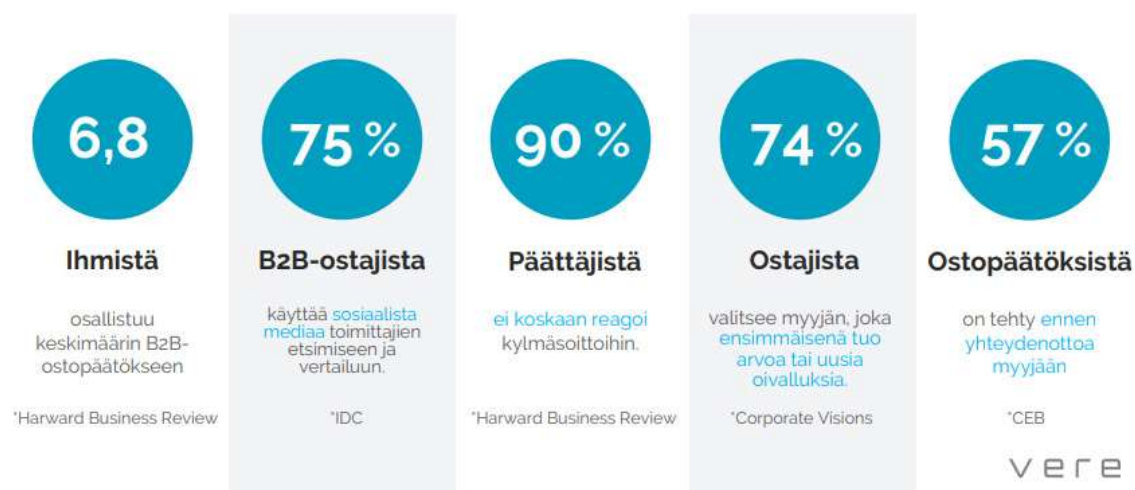 6,8
Ihmistä
osallistuu
keskimäärin B2B-
ostopäätökseen
*Harward Business Review
75 %
B2B-ostajista
käyttää sosiaalista
mediaa toimittajien
etsimiseen ja
vertailuun.
*IDC
90 %
Päättäjistä
ei koskaan reagoi
kylmäsoittoihin.
*Harward Business Review
74 %
Ostajista
valitsee myyjän, joka
ensimmäisenä tuo
arvoa tai uusia
oivalluksia.
*Corporate Visions
57 %
Ostopäätöksistä
on tehty ennen
yhteydenottoa
myyjään
*CEB
vere